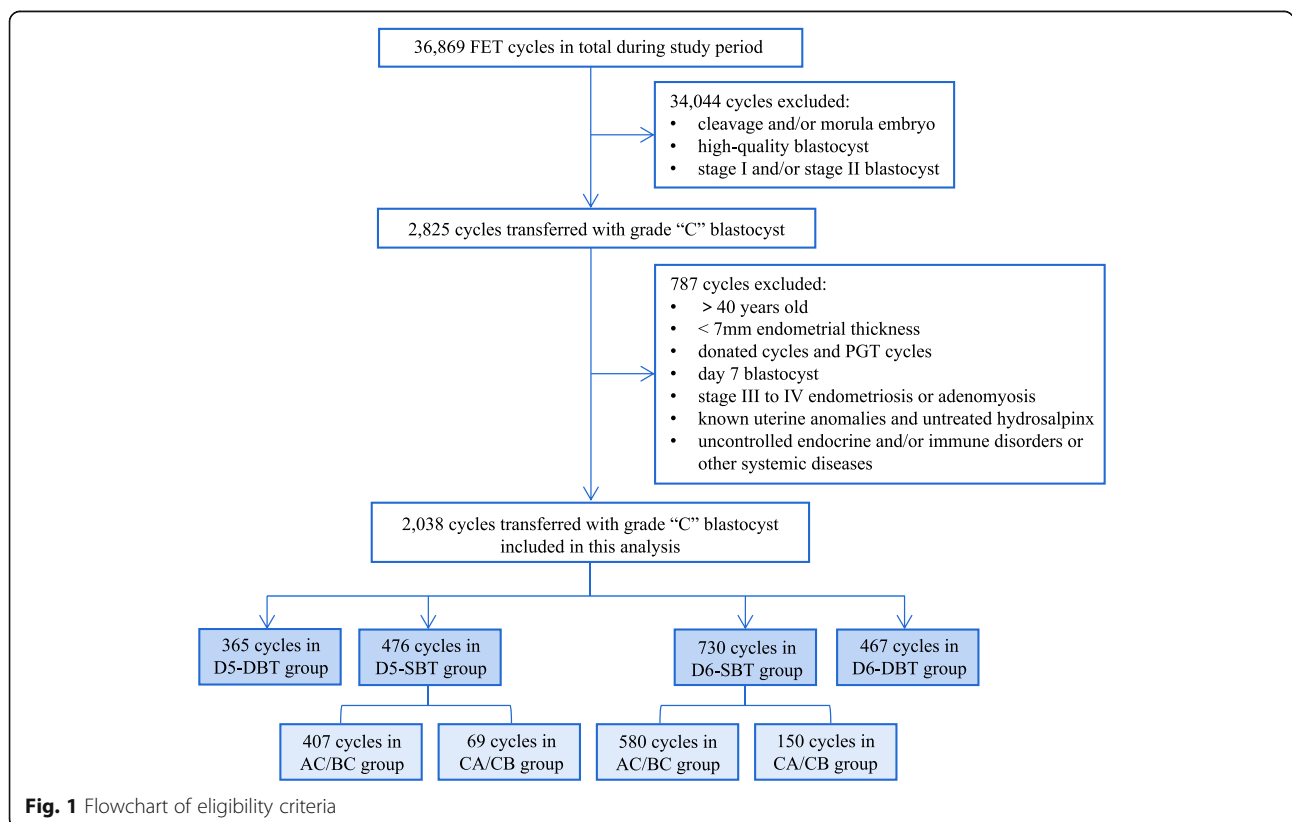 36,869 FET cycles in total during study period
34,044 cycles excluded:
• cleavage and/or morula embryo
• high-quality blastocyst
• stage I and/or stage II blastocyst
2,825 cycles transferred with grade “C” blastocyst
787 cycles excluded:
• > 40 years old
• < 7mm endometrial thickness
• donated cycles and PGT cycles
• day 7 blastocyst
• stage III to IV endometriosis or adenomyosis
• known uterine anomalies and untreated hydrosalpinx
• uncontrolled endocrine and/or immune disorders or
other systemic diseases
2,038 cycles transferred with grade “C” blastocyst
included in this analysis
365 cycles in
D5-DBT group
476 cycles in
D5-SBT group
730 cycles in
D6-SBT group
467 cycles in
D6-DBT group
407 cycles in
AC/BC group
69 cycles in
CA/CB group
580 cycles in
AC/BC group
150 cycles in
CA/CB group
Fig. 1 Flowchart of eligibility criteria